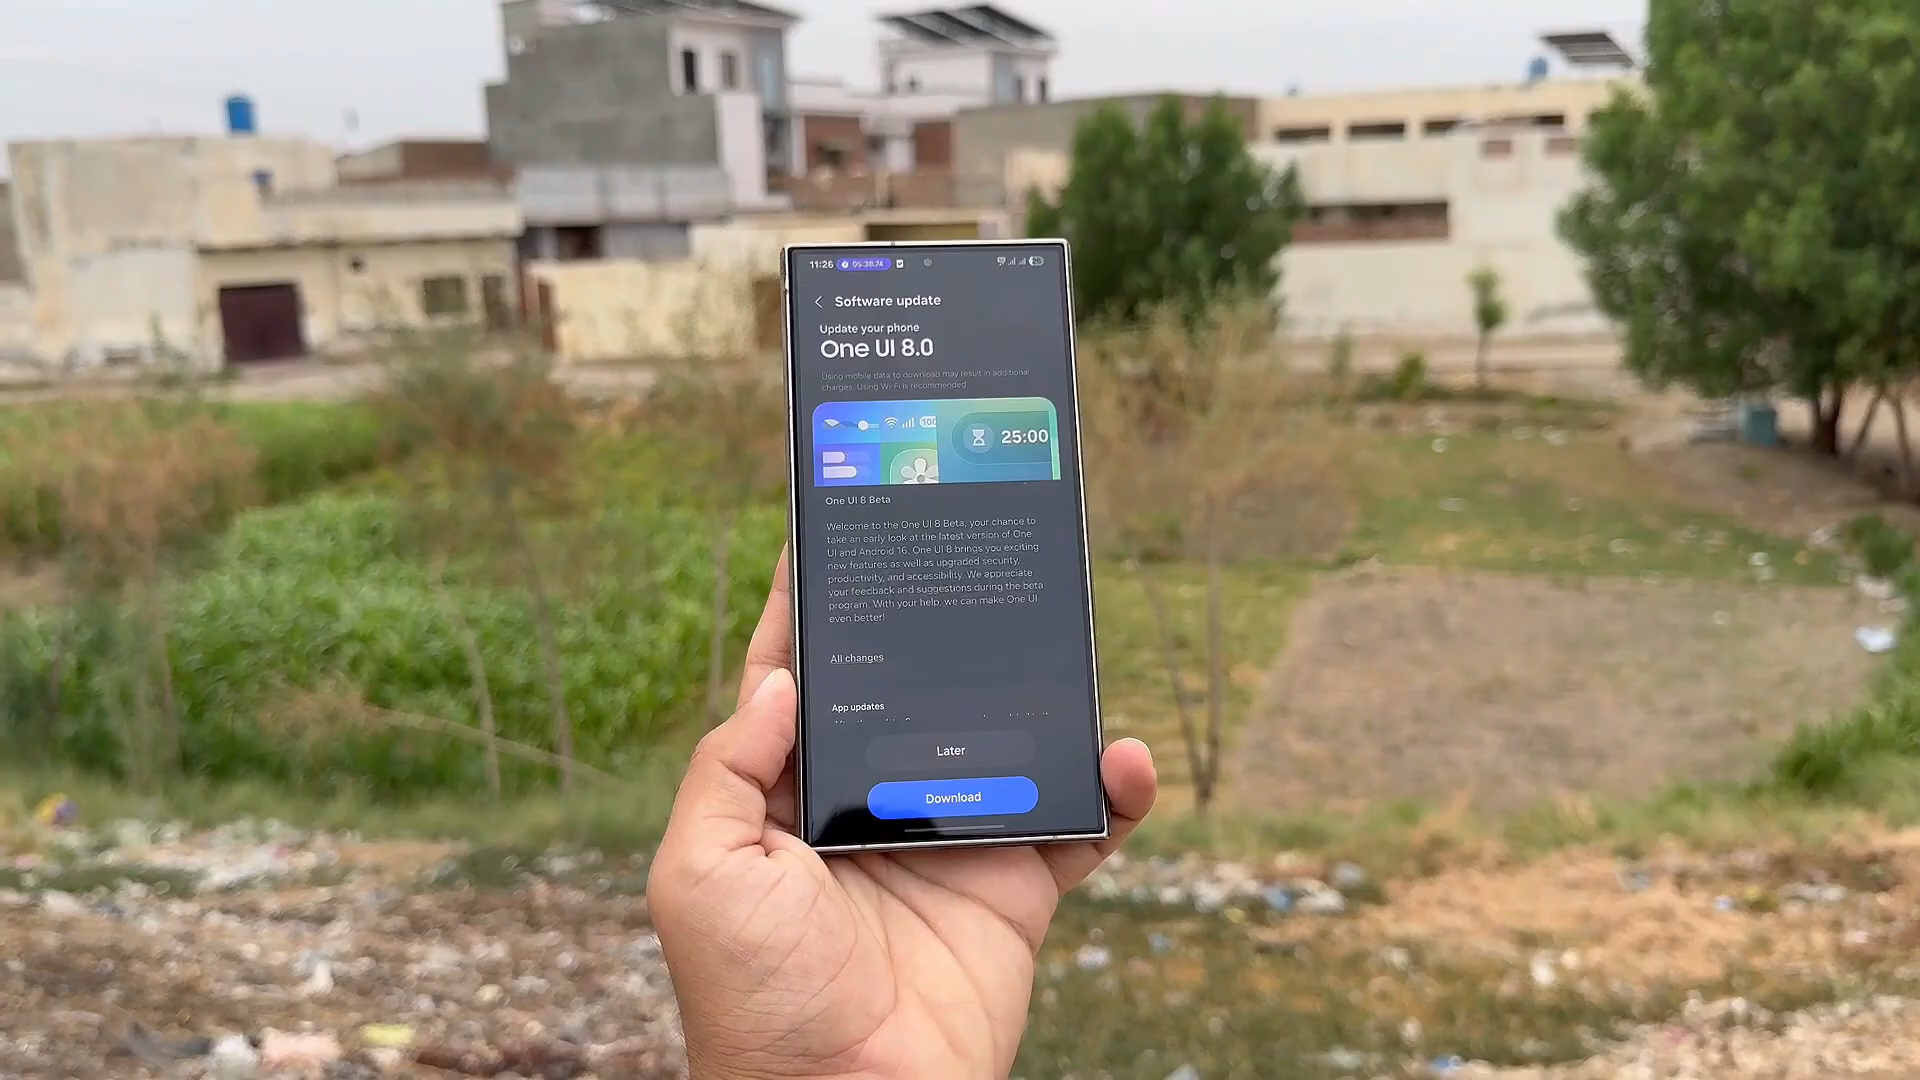 11:26 05:38.74
Software update
Update your phone
One UI 8.0
Using mobile data to download may result in additional
charges. Using Wi-Fi is recommended
100
25:00
One UI 8 Beta
Welcome to the One UI 8 Beta, your chance to
take an early look at the latest version of One
UI and Android 16. One UI 8 brings you exciting
new features as well as upgraded security,
productivity, and accessibility. We appreciate
your feedback and suggestions during the beta
program. With your help, we can make One UI
even better!
All changes
App updates
Later
Download